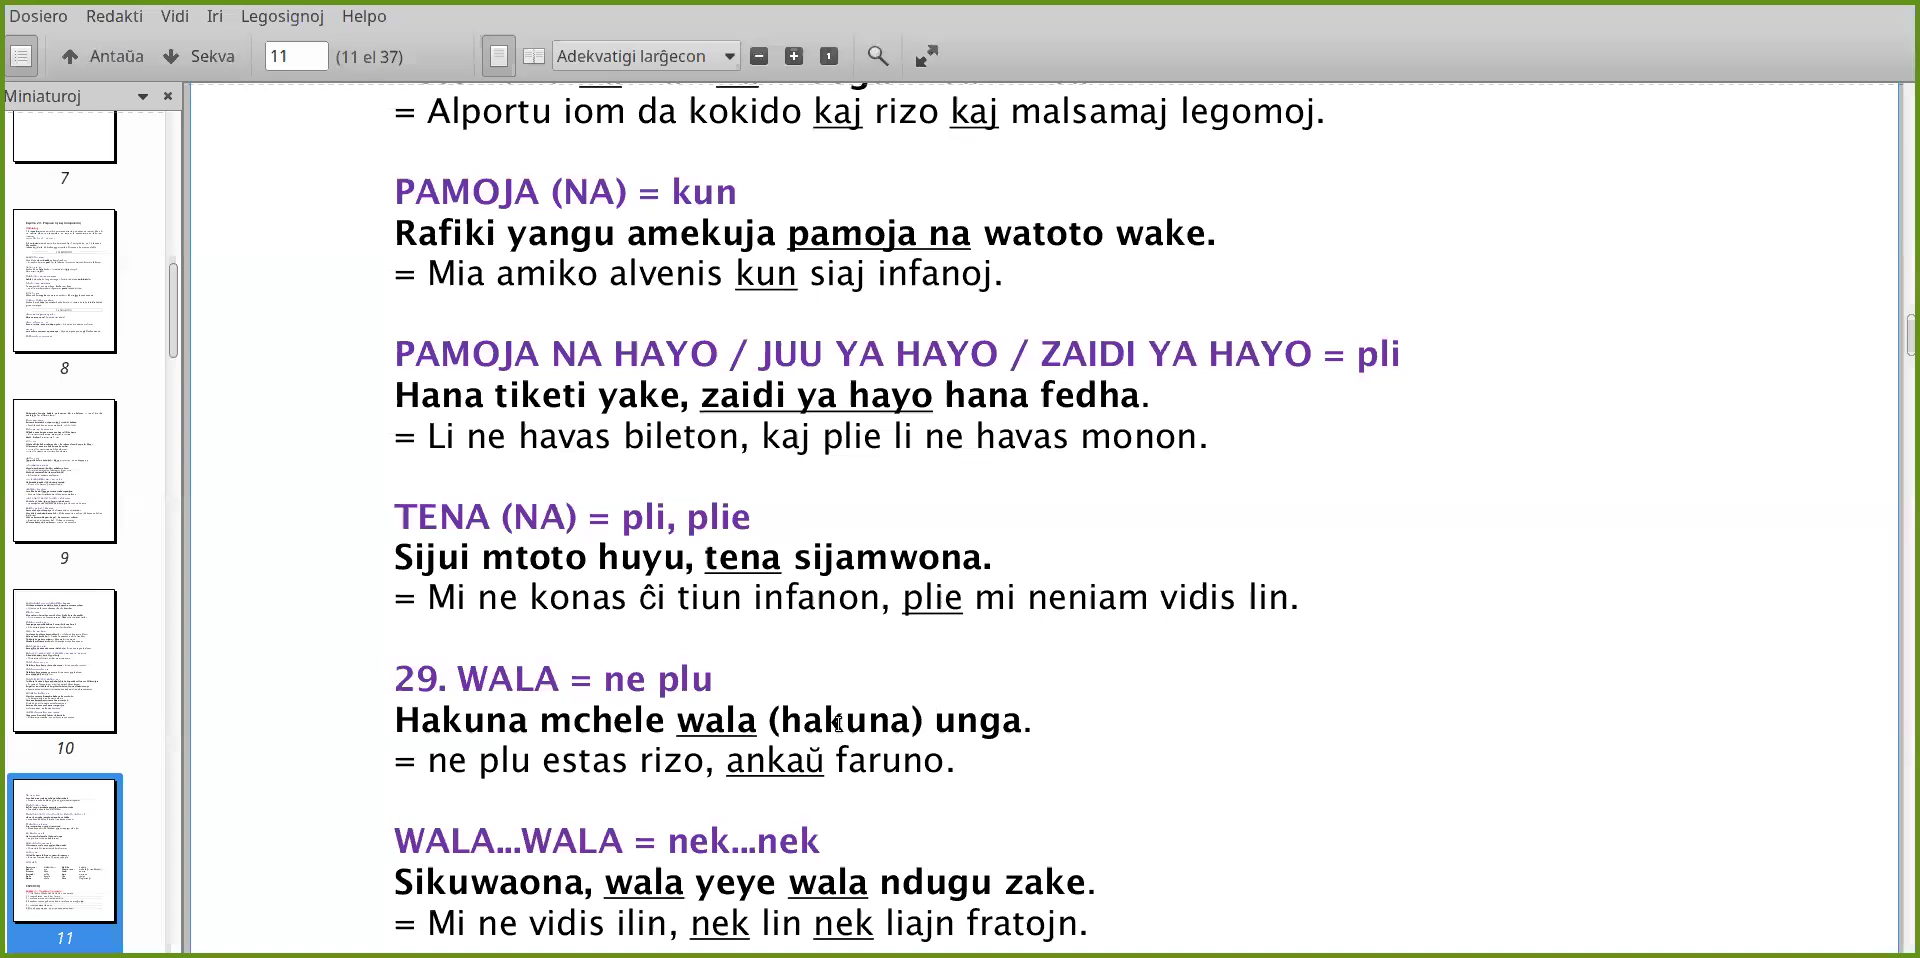 Dosiero Redakti Vidi Iri Legosignoj Helpo
Antaŭa Sekva 11 (11 el 37) Adekvatigi larĝecon
Miniaturoj
7
8
9
10
11
= Alportu iom da kokido kaj rizo kaj malsamaj legomoj.
PAMOJA (NA) = kun
Rafiki yangu amekuja pamoja na watoto wake.
= Mia amiko alvenis kun siaj infanoj.
PAMOJA NA HAYO / JUU YA HAYO / ZAIDI YA HAYO = pli
Hana tiketi yake, zaidi ya hayo hana fedha.
= Li ne havas bileton, kaj plie li ne havas monon.
TENA (NA) = pli, plie
Sijui mtoto huyu, tena sijamwona.
= Mi ne konas ĉi tiun infanon, plie mi neniam vidis lin.
29. WALA = ne plu
Hakuna mchele wala (hakuna) unga.
= ne plu estas rizo, ankaŭ faruno.
WALA...WALA = nek...nek
Sikuwaona, wala yeye wala ndugu zake.
= Mi ne vidis ilin, nek lin nek liajn fratojn.